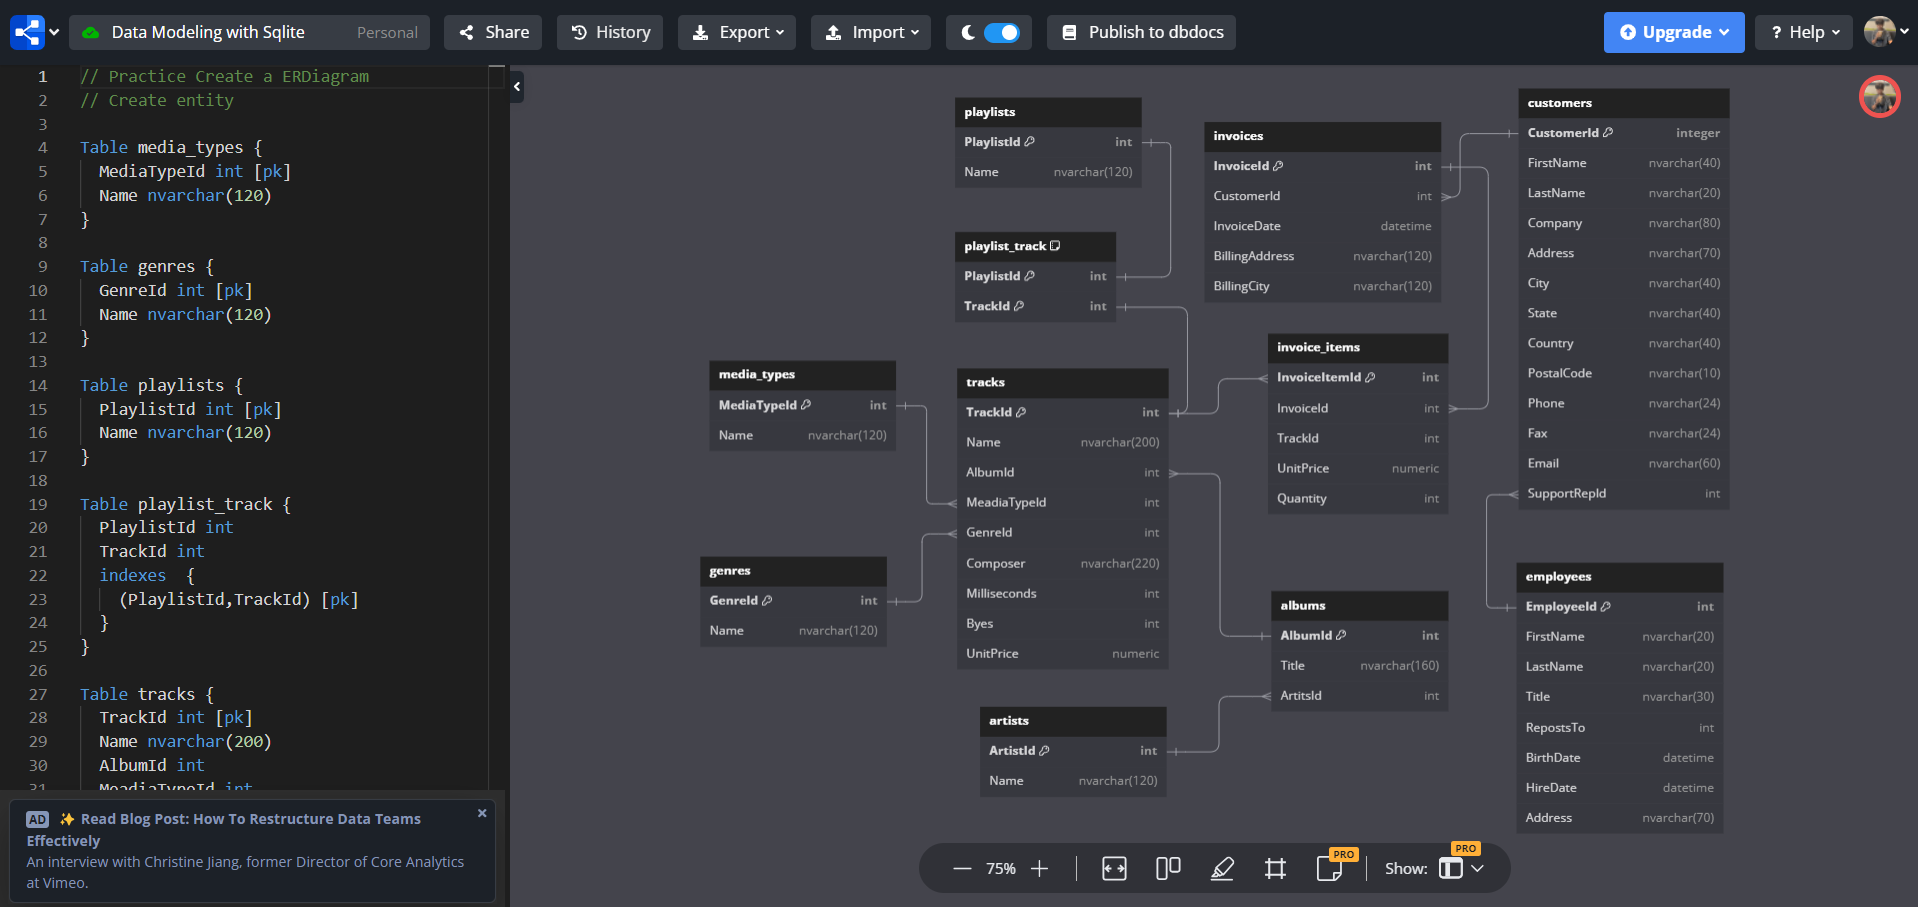 Data Modeling with Sqlite Personal Share History Export Import Publish to dbdocs Upgrade ? Help
1 // Practice Create a ERDiagram
2 // Create entity
3
4 Table media_types {
5 MediaTypeId int [pk]
6 Name nvarchar(120)
7 }
8
9 Table genres {
10 GenreId int [pk]
11 Name nvarchar(120)
12 }
13
14 Table playlists {
15 PlaylistId int [pk]
16 Name nvarchar(120)
17 }
18
19 Table playlist_track {
20 PlaylistId int
21 TrackId int
22 indexes {
23 (PlaylistId,TrackId) [pk]
24 }
25 }
26
27 Table tracks {
28 TrackId int [pk]
29 Name nvarchar(200)
30 AlbumId int
31 MeadiaTypeId int
AD ✨ Read Blog Post: How To Restructure Data Teams
Effectively
An interview with Christine Jiang, former Director of Core Analytics
at Vimeo.
playlists
PlaylistId int
Name nvarchar(120)
playlist_track
PlaylistId int
TrackId int
media_types
MediaTypeId int
Name nvarchar(120)
genres
GenreId int
Name nvarchar(120)
tracks
TrackId int
Name nvarchar(200)
AlbumId int
MeadiaTypeId int
GenreId int
Composer nvarchar(220)
Milliseconds int
Byes int
UnitPrice numeric
artists
ArtistId int
Name nvarchar(120)
invoices
InvoiceId int
CustomerId int
InvoiceDate datetime
BillingAddress nvarchar(120)
BillingCity nvarchar(120)
invoice_items
InvoiceItemId int
InvoiceId int
TrackId int
UnitPrice numeric
Quantity int
albums
AlbumId int
Title nvarchar(160)
ArtitsId int
customers
CustomerId integer
FirstName nvarchar(40)
LastName nvarchar(20)
Company nvarchar(80)
Address nvarchar(70)
City nvarchar(40)
State nvarchar(40)
Country nvarchar(40)
PostalCode nvarchar(10)
Phone nvarchar(24)
Fax nvarchar(24)
Email nvarchar(60)
SupportRepId int
employees
EmployeeId int
FirstName nvarchar(20)
LastName nvarchar(20)
Title nvarchar(30)
RepostsTo int
BirthDate datetime
HireDate datetime
Address nvarchar(70)
75% PRO Show: PRO